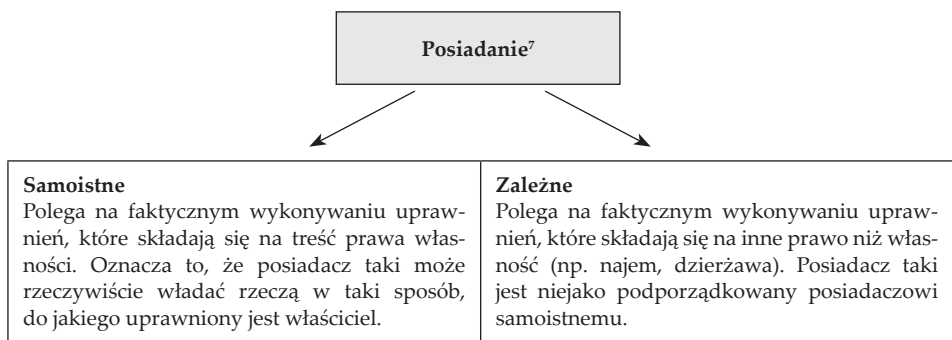 Posiadanie⁷
Samoistne
Polega na faktycznym wykonywaniu upraw-
nień, które składają się na treść prawa włas-
ności. Oznacza to, że posiadacz taki może
rzeczywiście władać rzeczą w taki sposób,
do jakiego uprawniony jest właściciel.
Zależne
Polega na faktycznym wykonywaniu upraw-
nień, które składają się na inne prawo niż włas-
ność (np. najem, dzierżawa). Posiadacz taki
jest niejako podporządkowany posiadaczowi
samoistnemu.